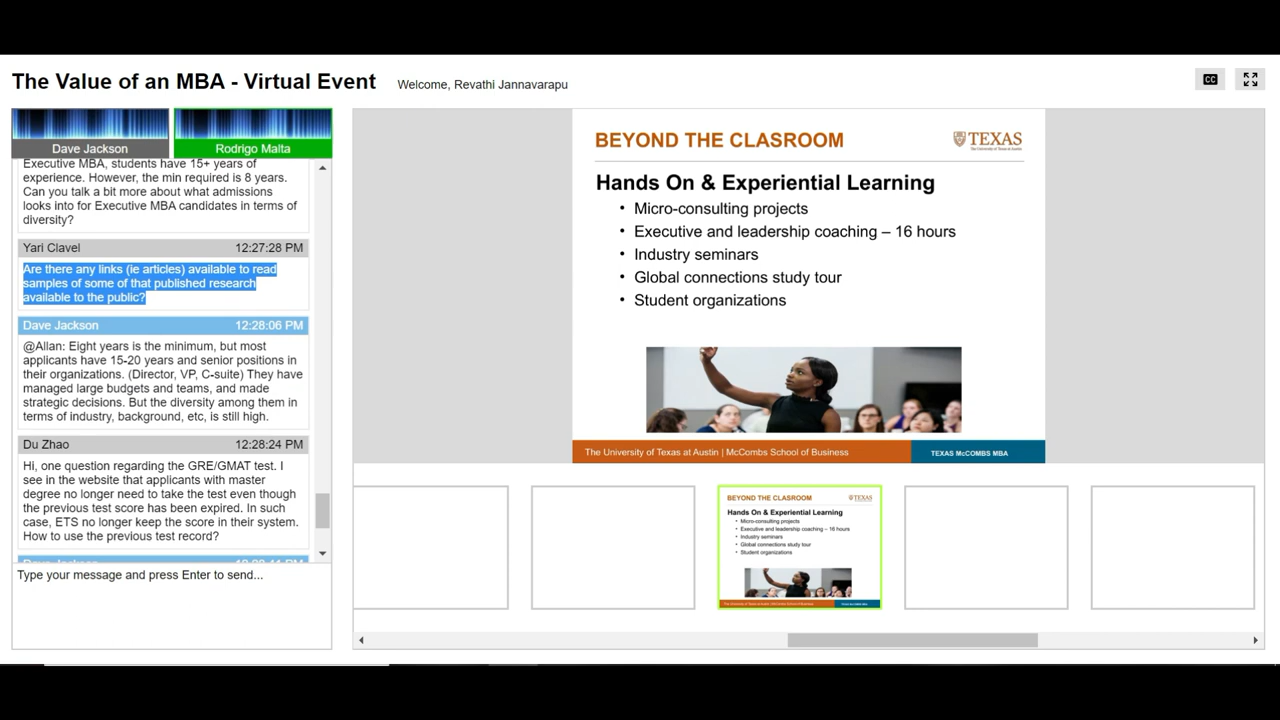 The Value of an MBA - Virtual Event
Welcome, Revathi Jannavarapu
CC
Dave Jackson
Rodrigo Malta
Executive MBA, students have 15+ years of
experience. However, the min required is 8 years.
Can you talk a bit more about what admissions
looks into for Executive MBA candidates in terms of
diversity?
Yari Clavel 12:27:28 PM
Are there any links (ie articles) available to read
samples of some of that published research
available to the public?
Dave Jackson 12:28:06 PM
@Allan: Eight years is the minimum, but most
applicants have 15-20 years and senior positions in
their organizations. (Director, VP, C-suite) They have
managed large budgets and teams, and made
strategic decisions. But the diversity among them in
terms of industry, background, etc, is still high.
Du Zhao 12:28:24 PM
Hi, one question regarding the GRE/GMAT test. I
see in the website that applicants with master
degree no longer need to take the test even though
the previous test score has been expired. In such
case, ETS no longer keep the score in their system.
How to use the previous test record?
Type your message and press Enter to send...
BEYOND THE CLASROOM
TEXAS
The University of Texas at Austin
Hands On & Experiential Learning
• Micro-consulting projects
• Executive and leadership coaching – 16 hours
• Industry seminars
• Global connections study tour
• Student organizations
The University of Texas at Austin | McCombs School of Business
TEXAS McCOMBS MBA
BEYOND THE CLASROOM
TEXAS
Hands On & Experiential Learning
• Micro-consulting projects
• Executive and leadership coaching – 16 hours
• Industry seminars
• Global connections study tour
• Student organizations